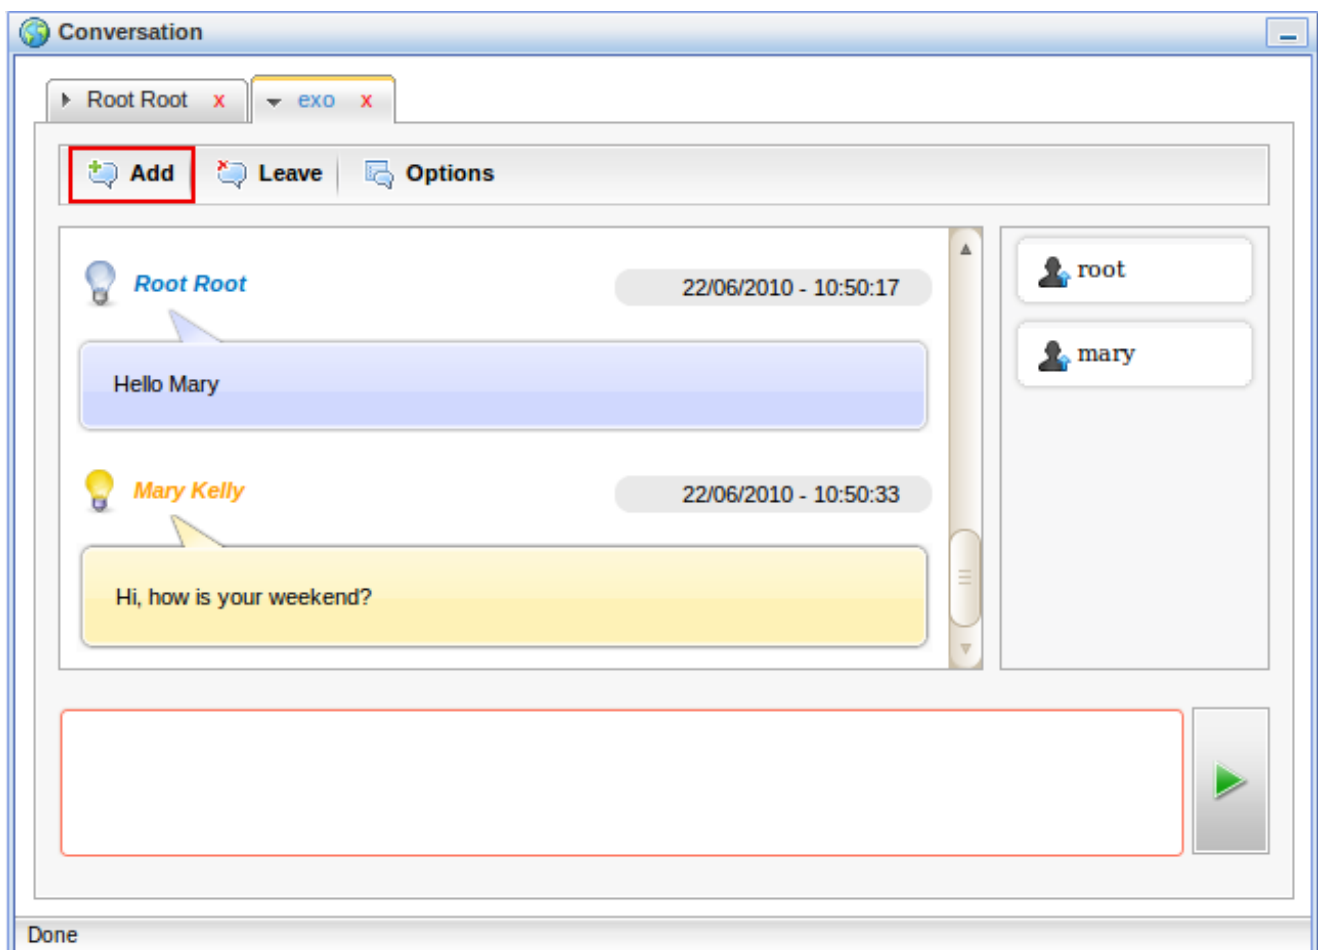 Conversation
Root Root x exo x
Add Leave Options
Root Root 22/06/2010 - 10:50:17
Hello Mary
Mary Kelly 22/06/2010 - 10:50:33
Hi, how is your weekend?
root
mary
Done